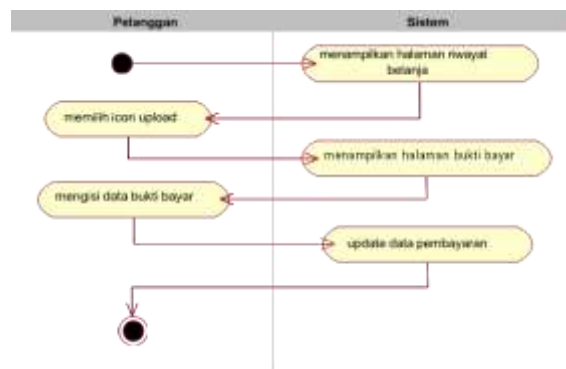 Pelanggan
Sistem
menampilkan halaman riwayat
belanja
memilih icon upload
menampilkan halaman bukti bayar
mengisi data bukti bayar
update data pembayaran